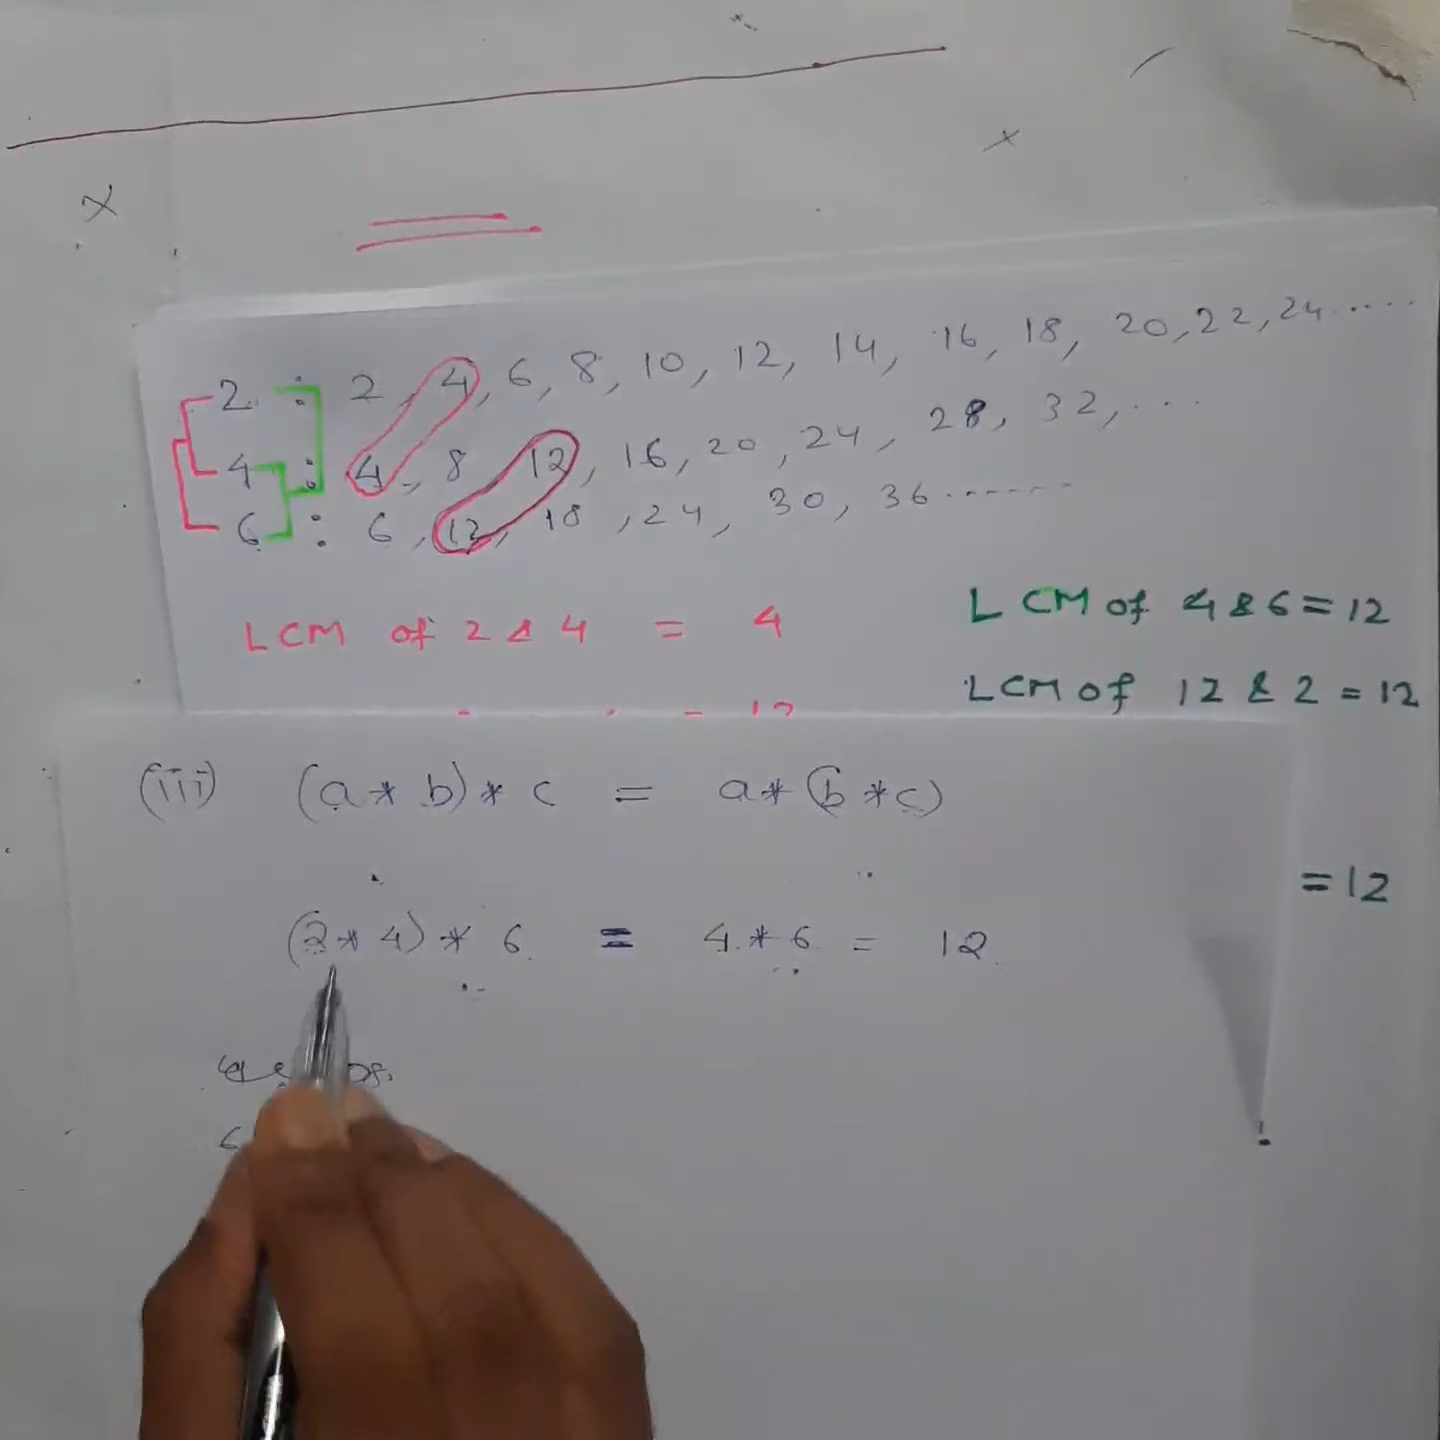 2 : 2, 4, 6, 8, 10, 12, 14, 16, 18, 20, 22, 24.....
4 : 4, 8, 12, 16, 20, 24, 28, 32, ...
6 : 6, 12, 18, 24, 30, 36.......
LCM of 2 & 4 = 4
LCM of 4 & 6 = 12
LCM of 12 & 2 = 12
= 12
(iii) (a * b) * c = a * (b * c)
= 12
(2 * 4) * 6 = 4 * 6 = 12